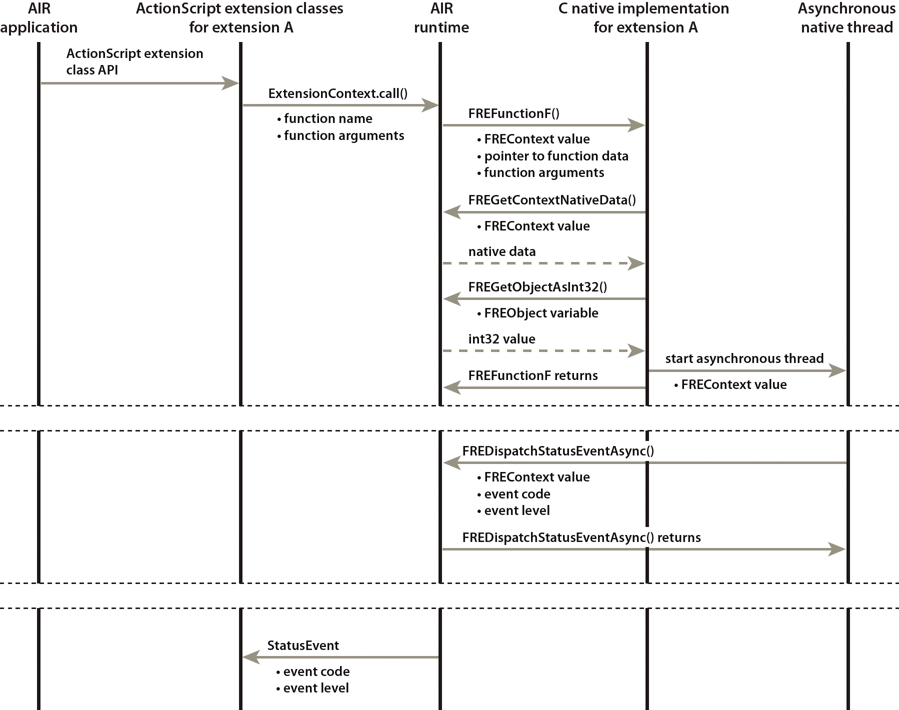 AIR
application
ActionScript extension classes
for extension A
AIR
runtime
C native implementation
for extension A
Asynchronous
native thread
ActionScript extension
class API
ExtensionContext.call()
• function name
• function arguments
FREFunctionF()
• FREContext value
• pointer to function data
• function arguments
FREGetContextNativeData()
• FREContext value
native data
FREGetObjectAsInt32()
• FREObject variable
int32 value
start asynchronous thread
• FREContext value
FREFunctionF returns
FREDispatchStatusEventAsync()
• FREContext value
• event code
• event level
FREDispatchStatusEventAsync() returns
StatusEvent
• event code
• event level